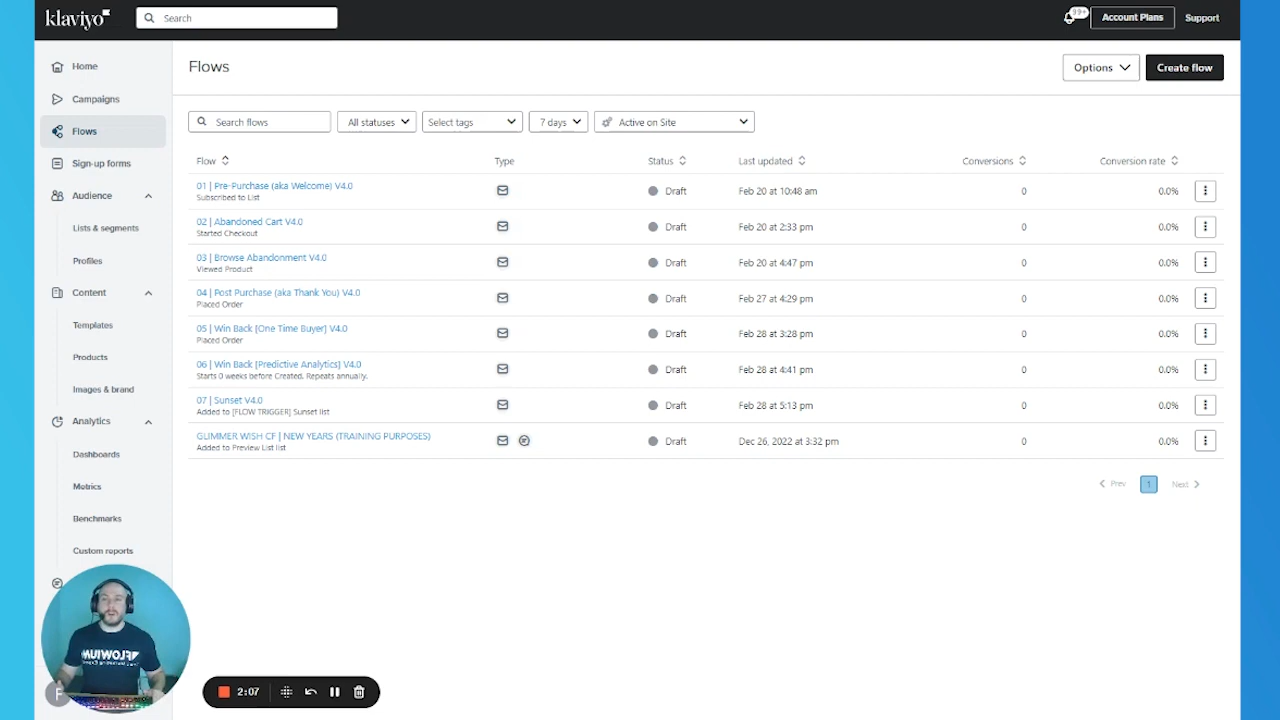 klaviyo
Search
99+
Account Plans
Support
Home
Campaigns
Flows
Sign-up forms
Audience
Lists & segments
Profiles
Content
Templates
Products
Images & brand
Analytics
Dashboards
Metrics
Benchmarks
Custom reports
Flows
Options
Create flow
Search flows
All statuses
Select tags
7 days
Active on Site
Flow Type Status Last updated Conversions Conversion rate
01 | Pre-Purchase (aka Welcome) V4.0 Draft Feb 20 at 10:48 am 0 0.0%
Subscribed to List
02 | Abandoned Cart V4.0 Draft Feb 20 at 2:33 pm 0 0.0%
Started Checkout
03 | Browse Abandonment V4.0 Draft Feb 20 at 4:47 pm 0 0.0%
Viewed Product
04 | Post Purchase (aka Thank You) V4.0 Draft Feb 27 at 4:29 pm 0 0.0%
Placed Order
05 | Win Back [One Time Buyer] V4.0 Draft Feb 28 at 3:28 pm 0 0.0%
Placed Order
06 | Win Back [Predictive Analytics] V4.0 Draft Feb 28 at 4:41 pm 0 0.0%
Starts 0 weeks before Created. Repeats annually.
07 | Sunset V4.0 Draft Feb 28 at 5:13 pm 0 0.0%
Added to [FLOW TRIGGER] Sunset list
GLIMMER WISH CF | NEW YEARS (TRAINING PURPOSES) Draft Dec 26, 2022 at 3:32 pm 0 0.0%
Added to Preview List list
Prev 1 Next
FLOWIUM
F
2:07